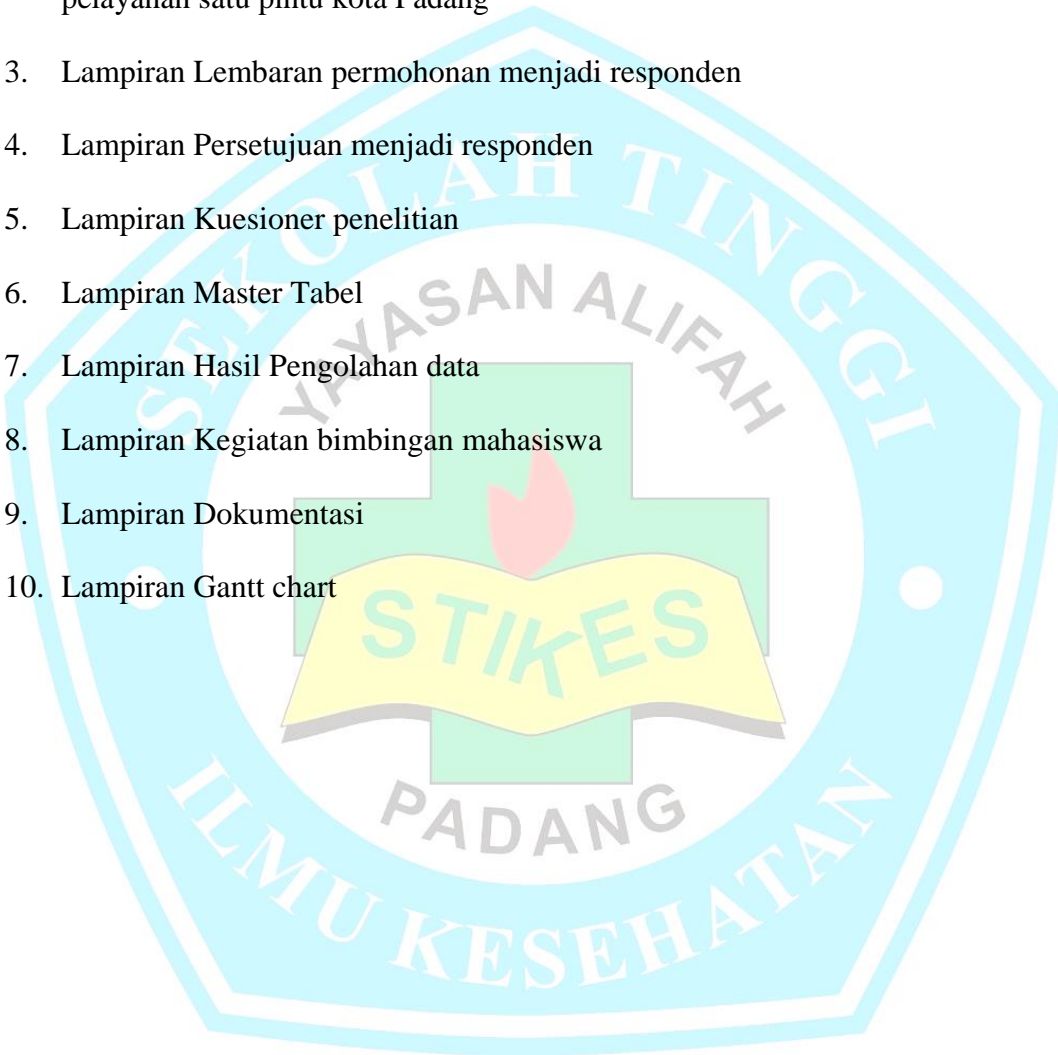 pelayanan satu pintu kota Padang
3. Lampiran Lembaran permohonan menjadi responden
4. Lampiran Persetujuan menjadi responden
5. Lampiran Kuesioner penelitian
6. Lampiran Master Tabel
7. Lampiran Hasil Pengolahan data
8. Lampiran Kegiatan bimbingan mahasiswa
9. Lampiran Dokumentasi
10. Lampiran Gantt chart
SEKOLAH TINGGI
YAYASAN ALIFAH
STIKES
PADANG
ILMU KESEHATAN